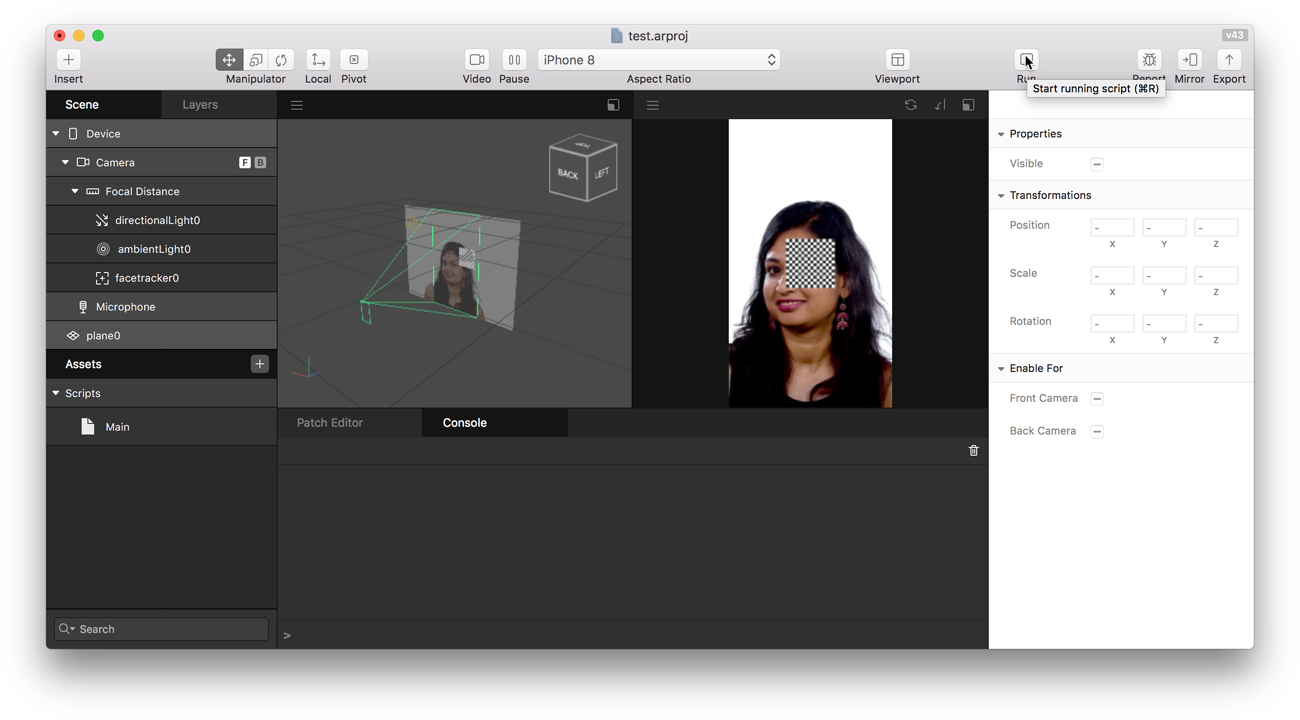 test.arproj
v43
iPhone 8
Insert
Manipulator
Local
Pivot
Video
Pause
Aspect Ratio
Viewport
Run
Report
Mirror
Export
Start running script (⌘R)
Scene
Layers
Device
Camera
F
B
Focal Distance
directionalLight0
ambientLight0
facetracker0
Microphone
plane0
Assets
Scripts
Main
Search
TOP
BACK
LEFT
Patch Editor
Console
>
Properties
Visible
Transformations
Position
- - -
X Y Z
Scale
- - -
X Y Z
Rotation
- - -
X Y Z
Enable For
Front Camera
Back Camera